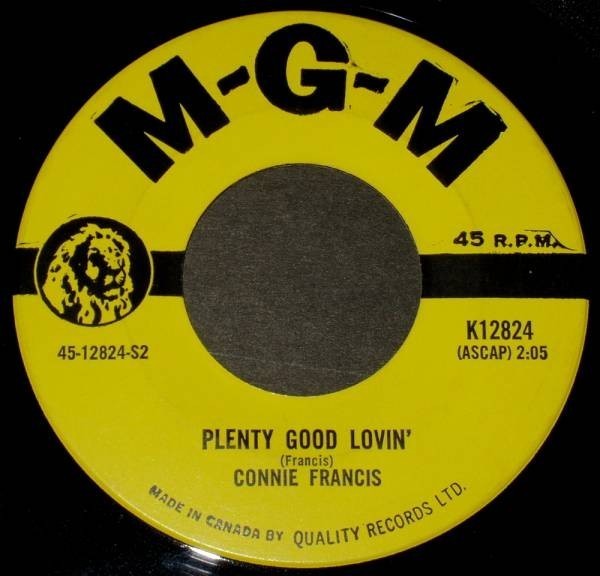 M-G-M
45 R.P.M.
45-12824-S2
K12824
(ASCAP) 2:05
PLENTY GOOD LOVIN'
(Francis)
CONNIE FRANCIS
MADE IN CANADA BY QUALITY RECORDS LTD.